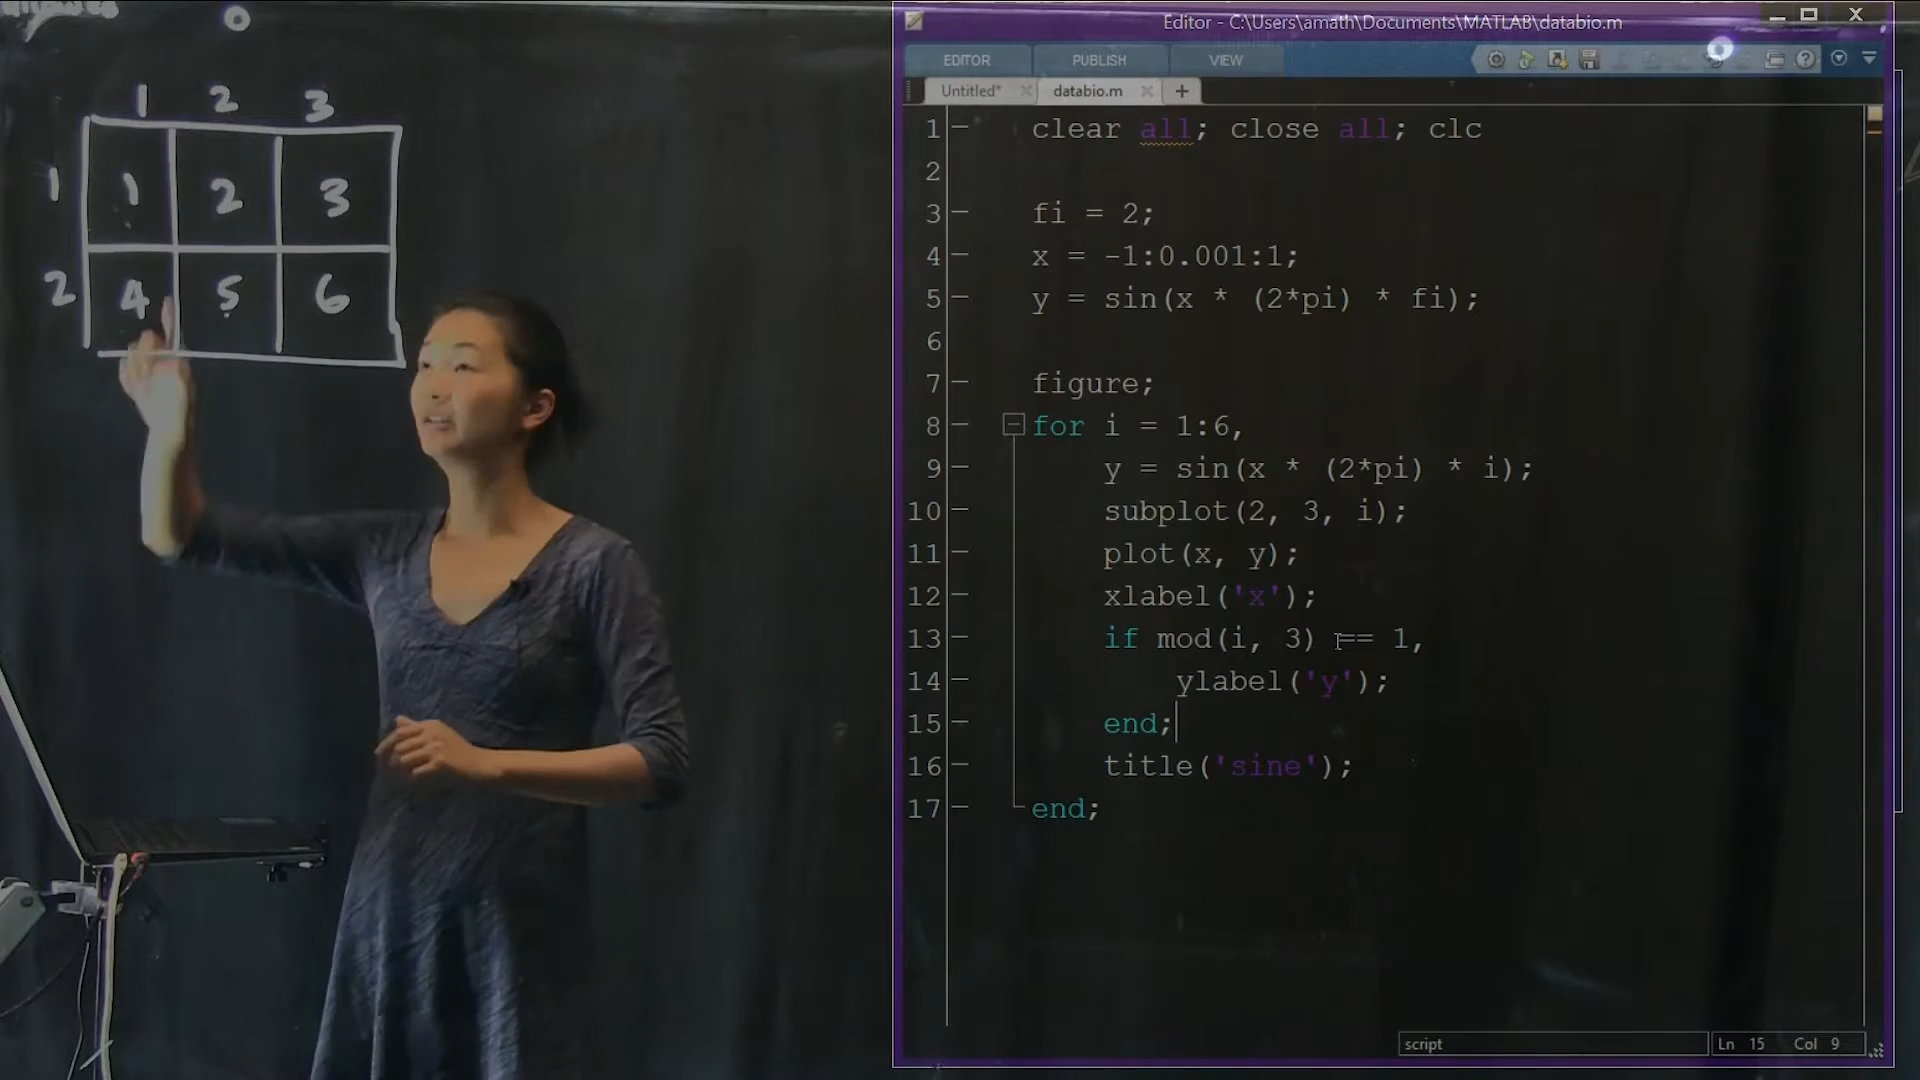 1 2 3
1 1 2 3
2 4 5 6
Editor - C:\Users\amath\Documents\MATLAB\databio.m
EDITOR PUBLISH VIEW
Untitled* databio.m
1 clear all; close all; clc
2
3 fi = 2;
4 x = -1:0.001:1;
5 y = sin(x * (2*pi) * fi);
6
7 figure;
8 for i = 1:6,
9 y = sin(x * (2*pi) * i);
10 subplot(2, 3, i);
11 plot(x, y);
12 xlabel('x');
13 if mod(i, 3) == 1,
14 ylabel('y');
15 end;
16 title('sine');
17 end;
script Ln 15 Col 9